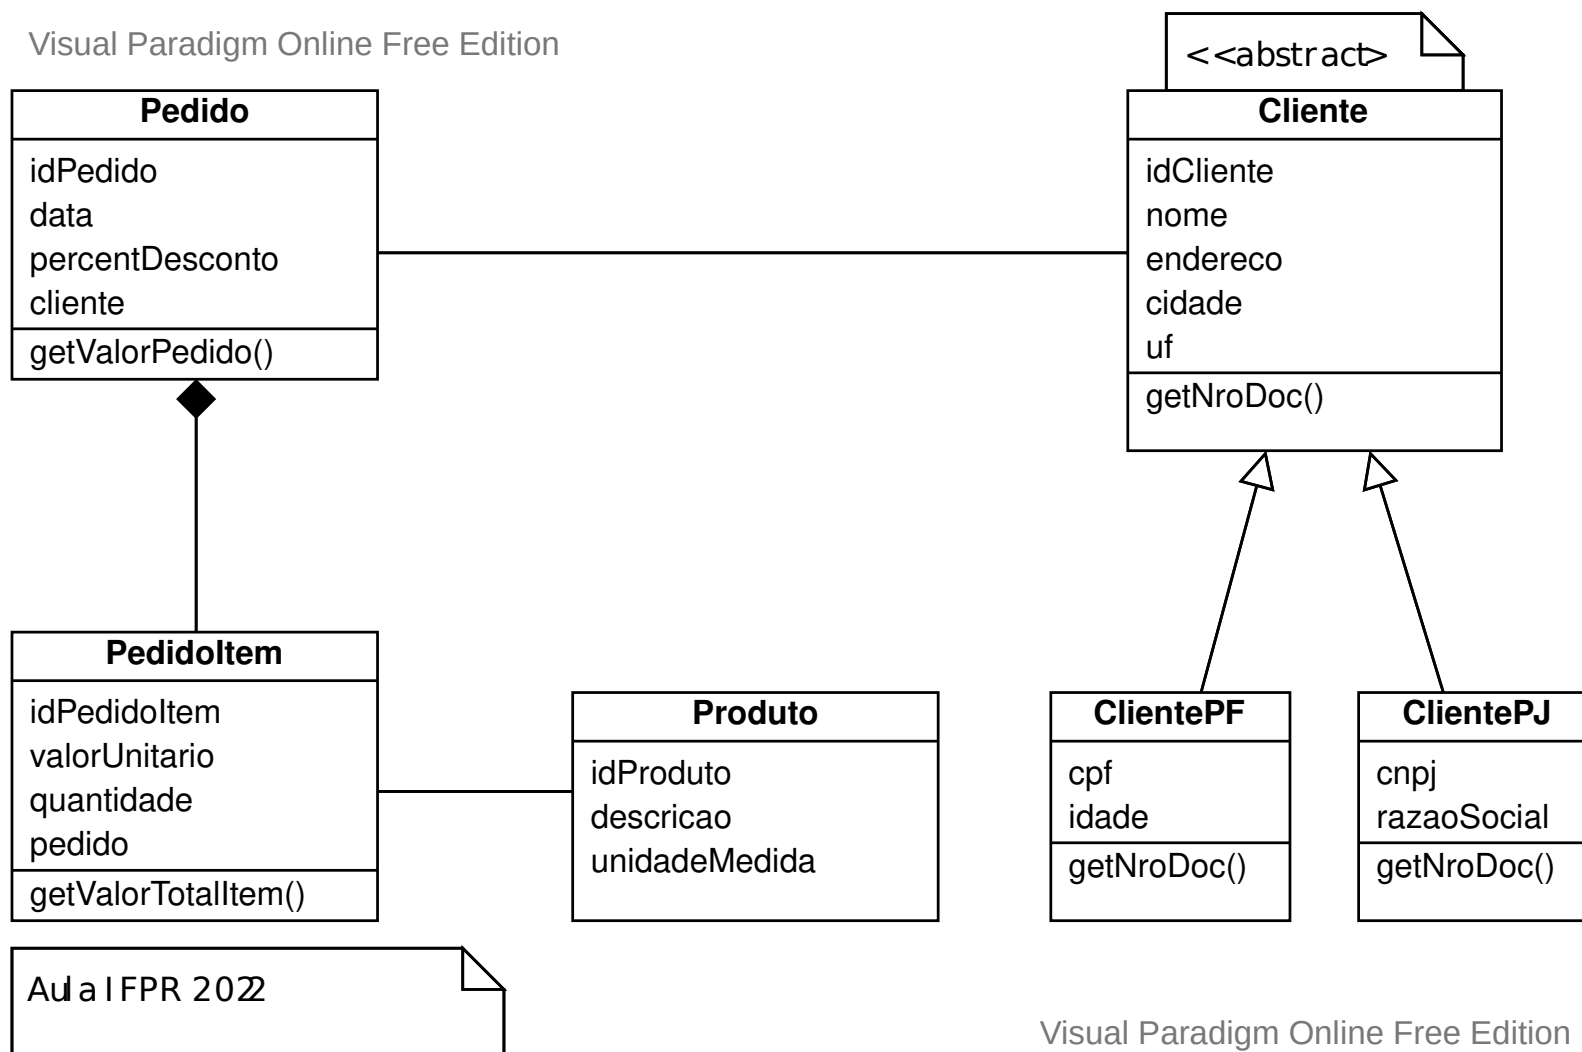 Visual Paradigm Online Free Edition
<<abstract>
Pedido
idPedido
data
percentDesconto
cliente
getValorPedido()
Cliente
idCliente
nome
endereco
cidade
uf
getNroDoc()
PedidoItem
idPedidoItem
valorUnitario
quantidade
pedido
getValorTotalItem()
Produto
idProduto
descricao
unidadeMedida
ClientePF
cpf
idade
getNroDoc()
ClientePJ
cnpj
razaoSocial
getNroDoc()
Aula IFPR 2022
Visual Paradigm Online Free Edition